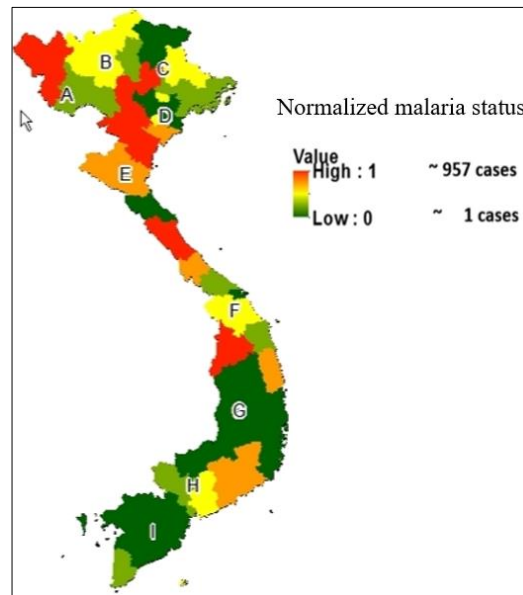 B
C
A
D
E
F
G
H
I
Normalized malaria status
Value
High : 1 ~ 957 cases
Low : 0 ~ 1 cases